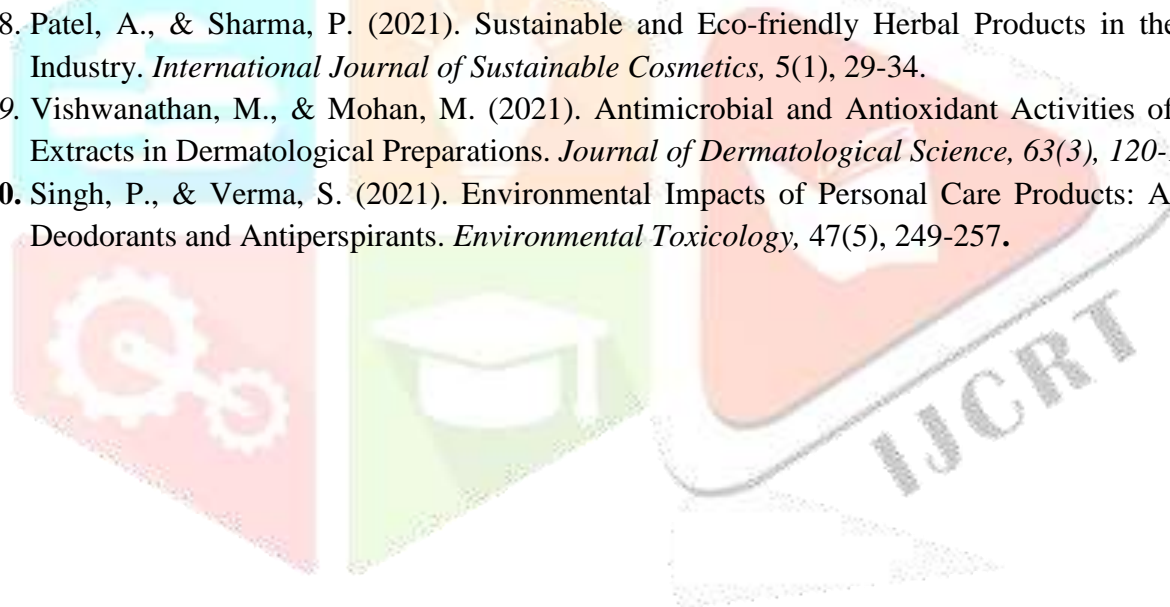 8. Patel, A., & Sharma, P. (2021). Sustainable and Eco-friendly Herbal Products in the
Industry. International Journal of Sustainable Cosmetics, 5(1), 29-34.
9. Vishwanathan, M., & Mohan, M. (2021). Antimicrobial and Antioxidant Activities of
Extracts in Dermatological Preparations. Journal of Dermatological Science, 63(3), 120-
0. Singh, P., & Verma, S. (2021). Environmental Impacts of Personal Care Products: A
Deodorants and Antiperspirants. Environmental Toxicology, 47(5), 249-257.
IJCRT